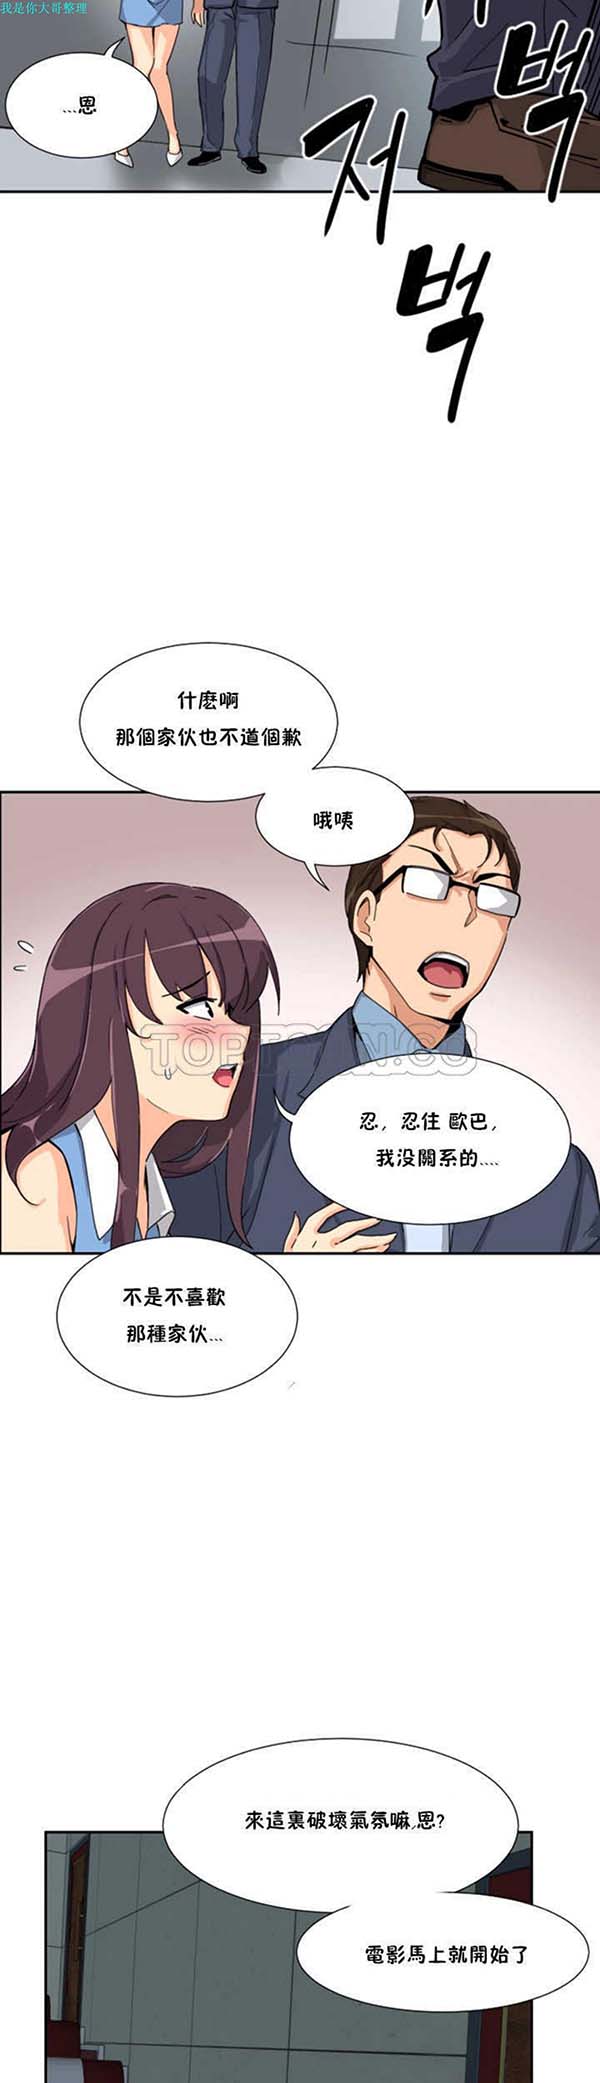 我是你大哥整理
...恩
벅
저
벅
什麽啊
那個家伙也不道個歉
哦咦
TOPTOON.CO
忍，忍住 歐巴，
我没關系的....
不是不喜歡
那種家伙...
來這裏破壞氣氛嘛,恩?
電影馬上就開始了